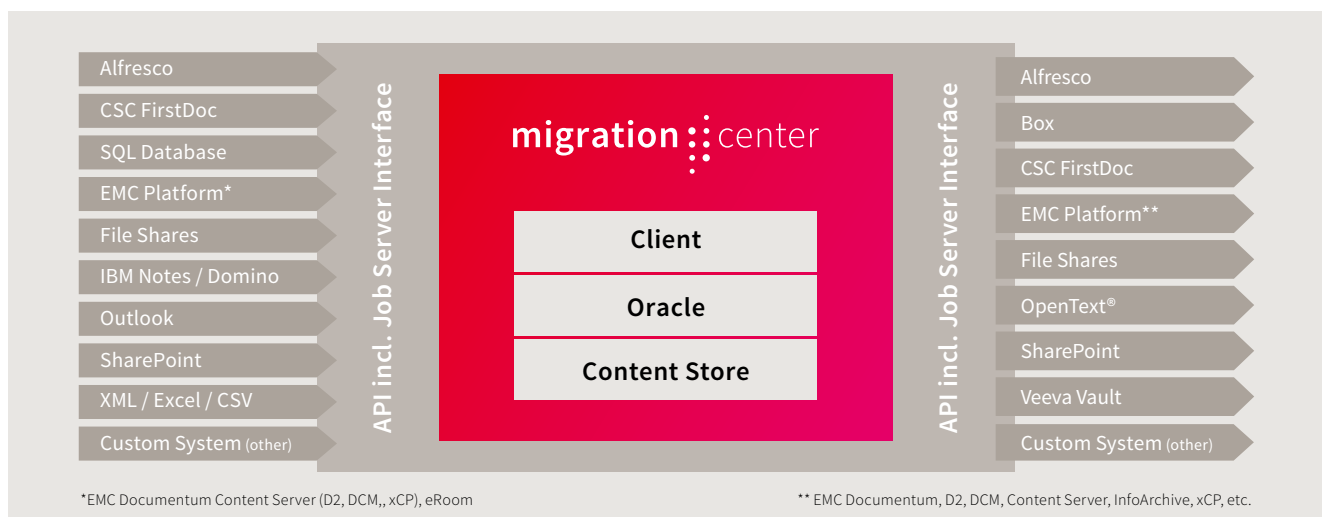 Alfresco
CSC FirstDoc
SQL Database
EMC Platform*
File Shares
IBM Notes / Domino
Outlook
SharePoint
XML / Excel / CSV
Custom System (other)
API incl. Job Server Interface
migration center
Client
Oracle
Content Store
API incl. Job Server Interface
Alfresco
Box
CSC FirstDoc
EMC Platform**
File Shares
OpenText®
SharePoint
Veeva Vault
Custom System (other)
*EMC Documentum Content Server (D2, DCM,, xCP), eRoom
** EMC Documentum, D2, DCM, Content Server, InfoArchive, xCP, etc.